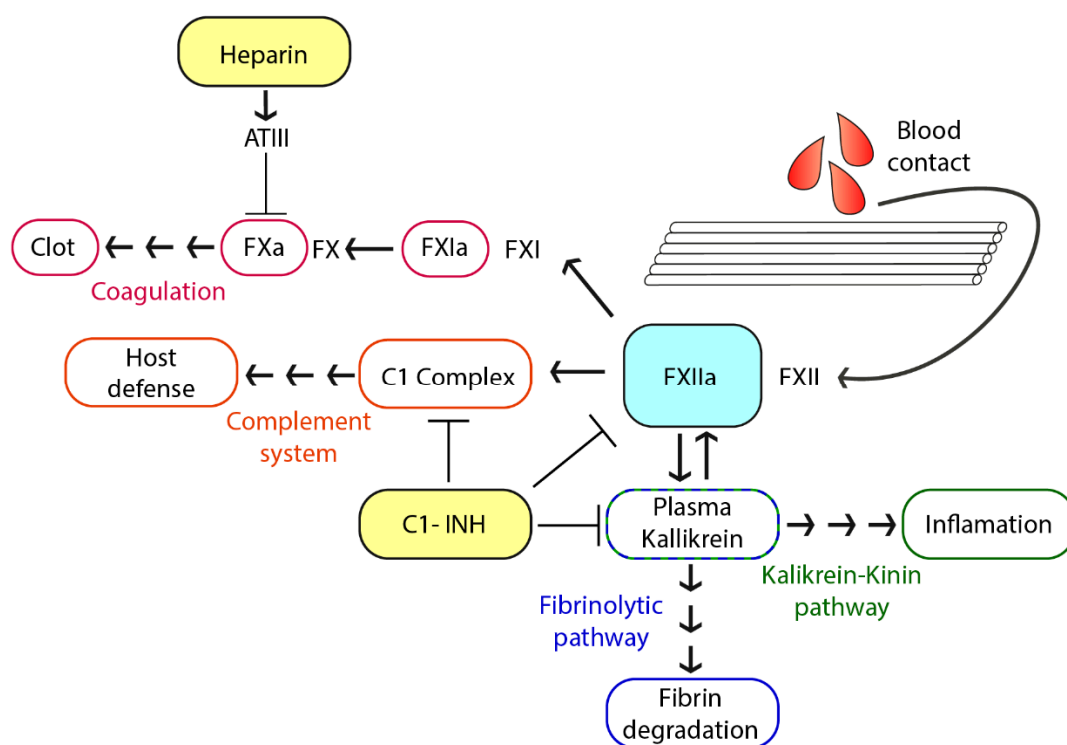 Heparin
ATIII
Blood
contact
Clot
FXa
FX
FXIa
FXI
Coagulation
Host
defense
C1 Complex
FXIIa
FXII
Complement
system
C1- INH
Plasma
Kallikrein
Inflamation
Kalikrein-Kinin
pathway
Fibrinolytic
pathway
Fibrin
degradation